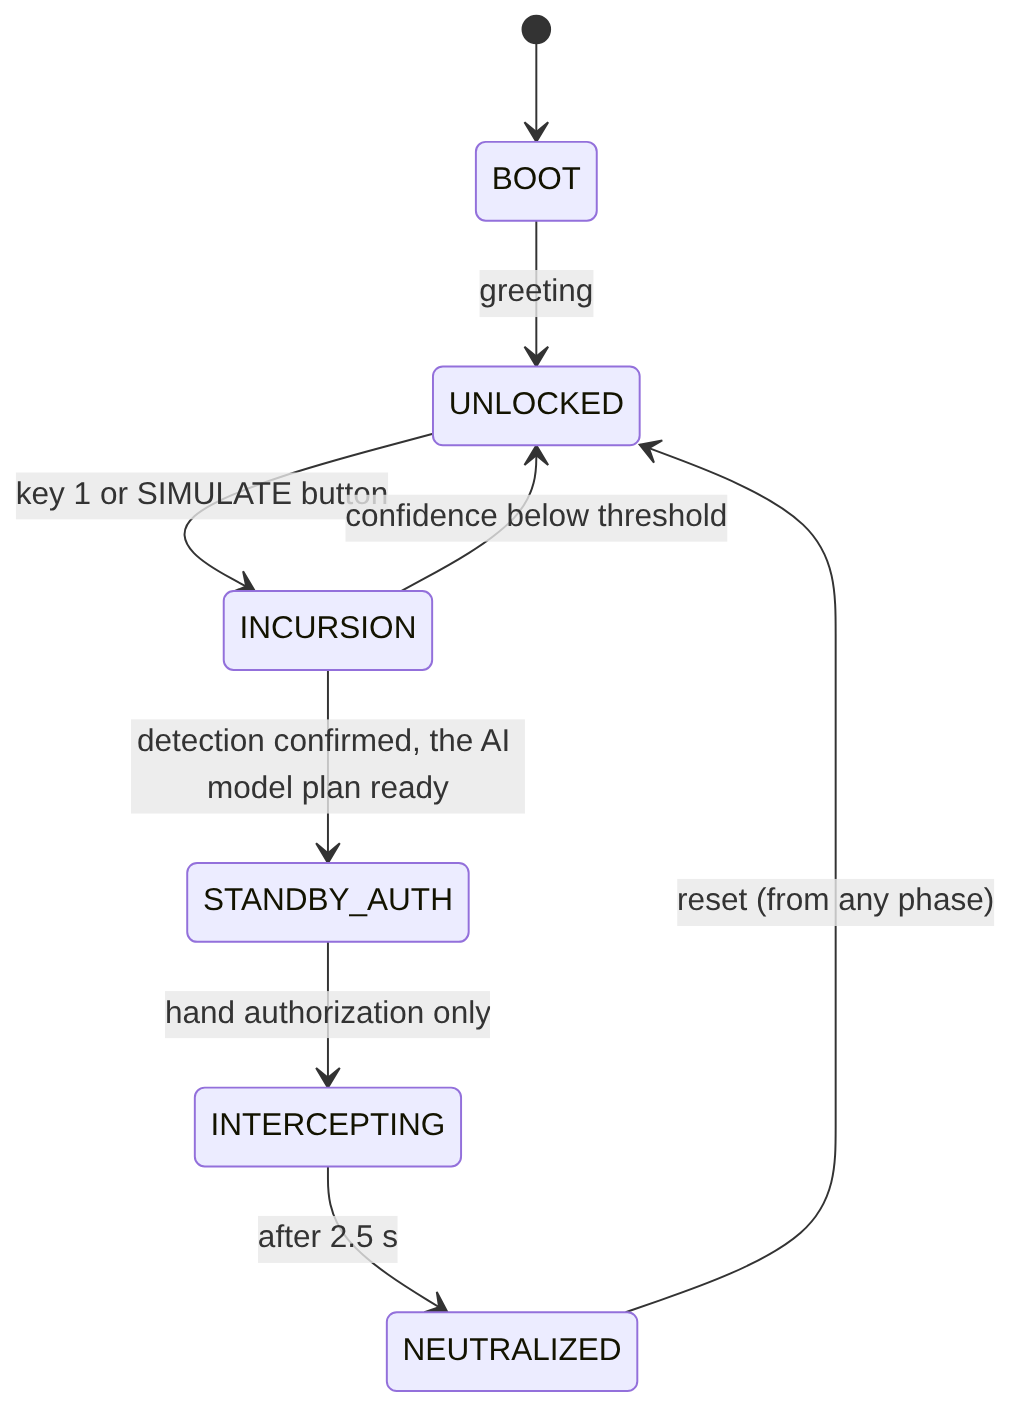 BOOT
greeting
UNLOCKED
key 1 or SIMULATE button
confidence below threshold
INCURSION
detection confirmed, the AI
model plan ready
STANDBY_AUTH
reset (from any phase)
hand authorization only
INTERCEPTING
after 2.5 s
NEUTRALIZED